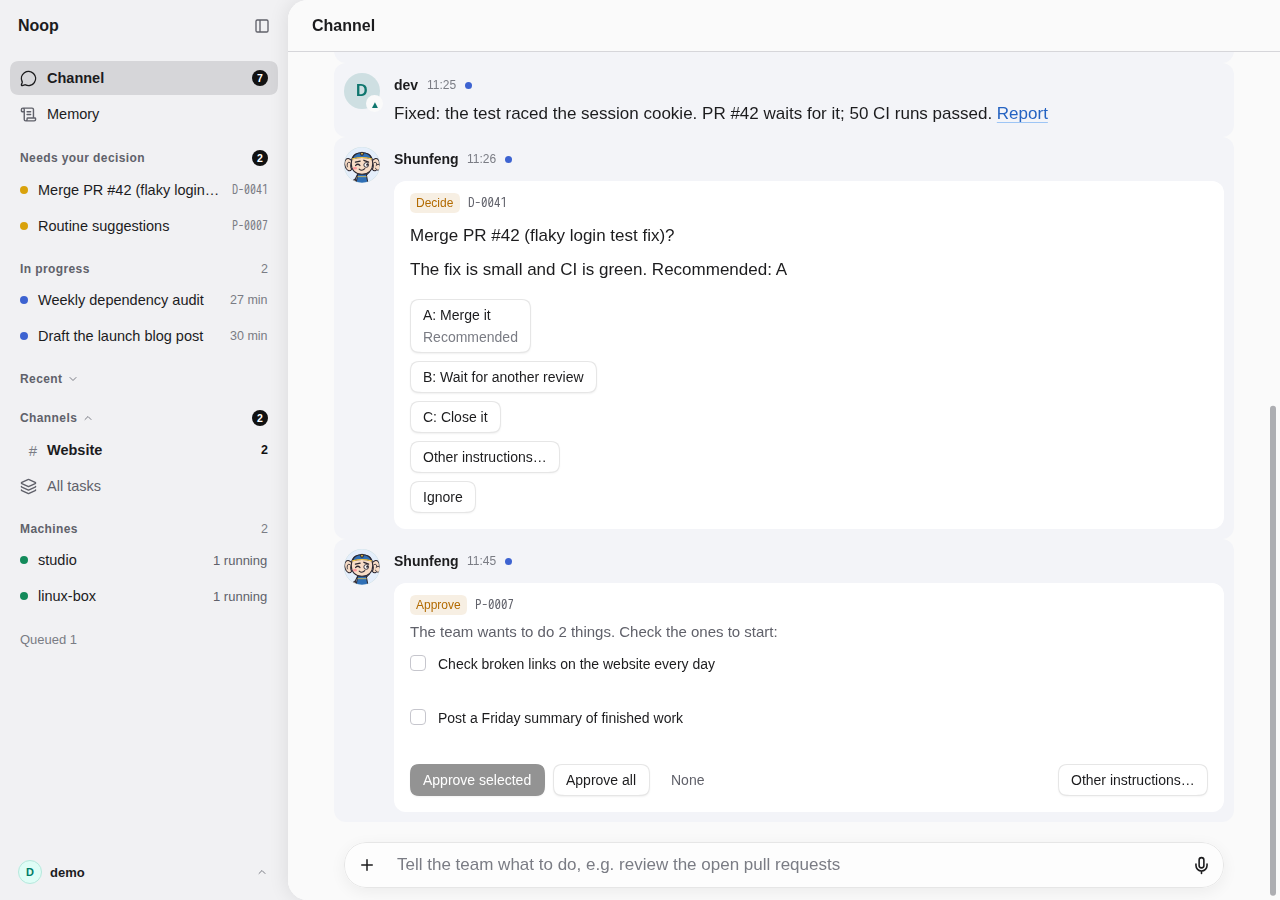 Noop
Channel 7
Memory
Needs your decision 2
Merge PR #42 (flaky login… D-0041
Routine suggestions P-0007
In progress 2
Weekly dependency audit 27 min
Draft the launch blog post 30 min
Recent
Channels 2
# Website 2
All tasks
Machines 2
studio 1 running
linux-box 1 running
Queued 1
D demo
Channel
D dev 11:25
Fixed: the test raced the session cookie. PR #42 waits for it; 50 CI runs passed. Report
Shunfeng 11:26
Decide D-0041
Merge PR #42 (flaky login test fix)?
The fix is small and CI is green. Recommended: A
A: Merge it
Recommended
B: Wait for another review
C: Close it
Other instructions…
Ignore
Shunfeng 11:45
Approve P-0007
The team wants to do 2 things. Check the ones to start:
Check broken links on the website every day
Post a Friday summary of finished work
Approve selected Approve all None Other instructions…
Tell the team what to do, e.g. review the open pull requests